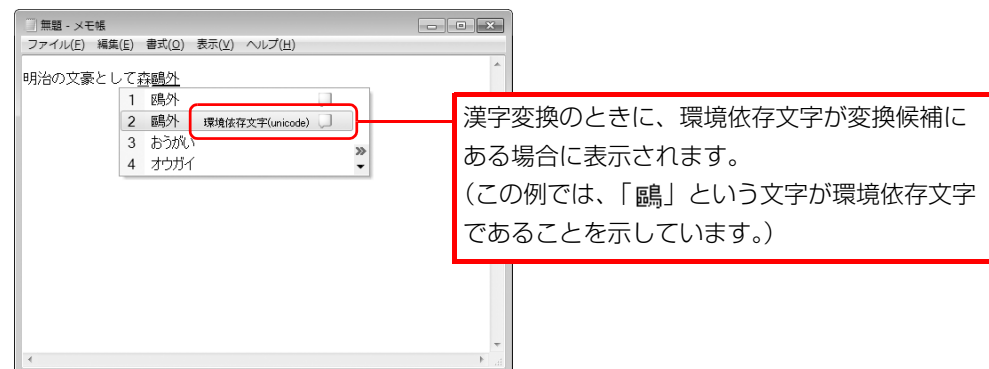 無題 - メモ帳
ファイル(F) 編集(E) 書式(O) 表示(V) ヘルプ(H)
明治の文豪として森鷗外
1 鴎外
2 鷗外 環境依存文字(unicode)
3 おうがい
4 オウガイ
漢字変換のときに、環境依存文字が変換候補に
ある場合に表示されます。
(この例では、「鷗」という文字が環境依存文字
であることを示しています。)